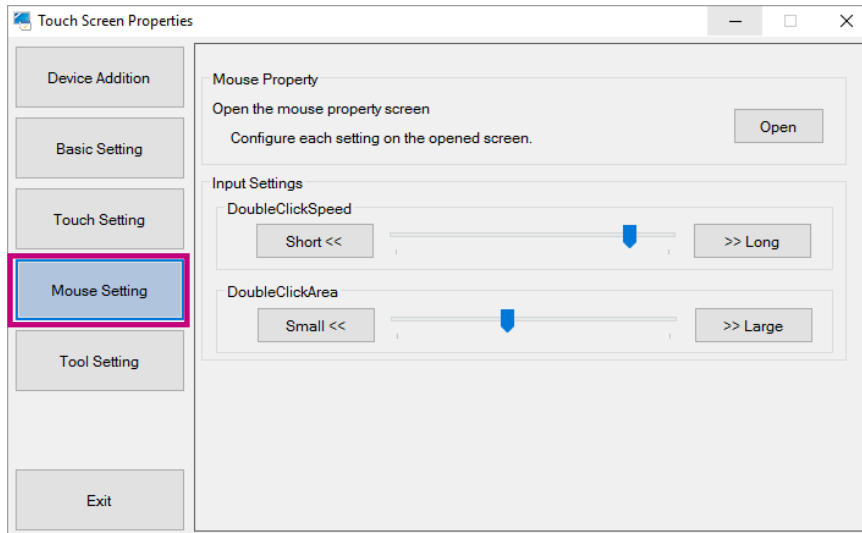 Touch Screen Properties
Device Addition
Basic Setting
Touch Setting
Mouse Setting
Tool Setting
Exit
Mouse Property
Open the mouse property screen
Configure each setting on the opened screen.
Open
Input Settings
DoubleClickSpeed
Short <<
>> Long
DoubleClickArea
Small <<
>> Large